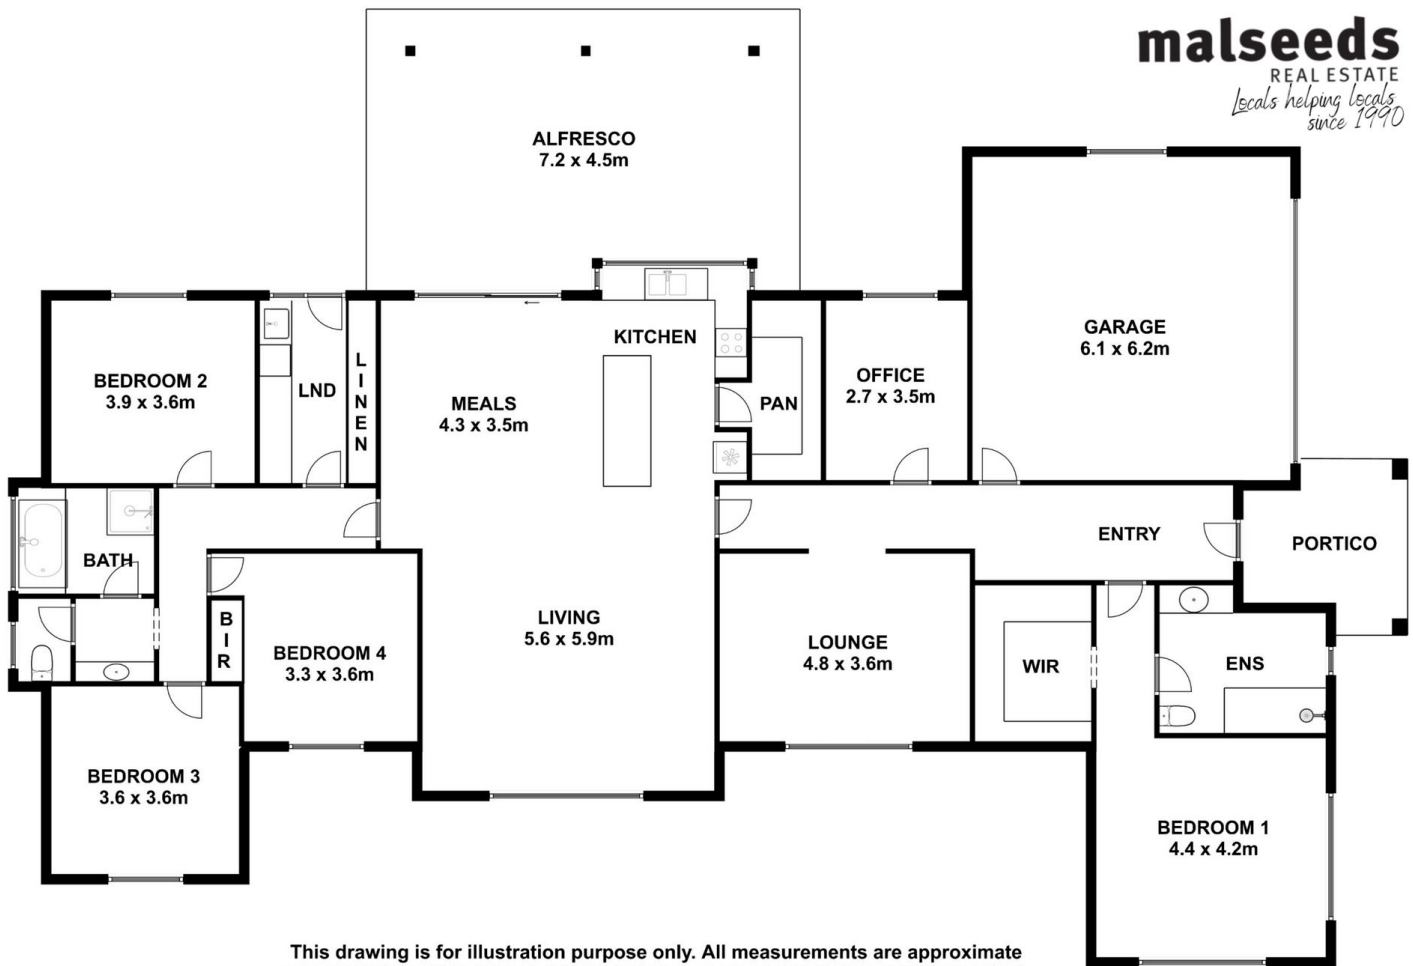 malseeds
REAL ESTATE
Locals helping locals
since 1990
ALFRESCO
7.2 x 4.5m
KITCHEN
GARAGE
6.1 x 6.2m
BEDROOM 2
3.9 x 3.6m
LND
LINEN
MEALS
4.3 x 3.5m
PAN
OFFICE
2.7 x 3.5m
BATH
ENTRY
PORTICO
BIR
BEDROOM 4
3.3 x 3.6m
LIVING
5.6 x 5.9m
LOUNGE
4.8 x 3.6m
WIR
ENS
BEDROOM 3
3.6 x 3.6m
BEDROOM 1
4.4 x 4.2m
This drawing is for illustration purpose only. All measurements are approximate